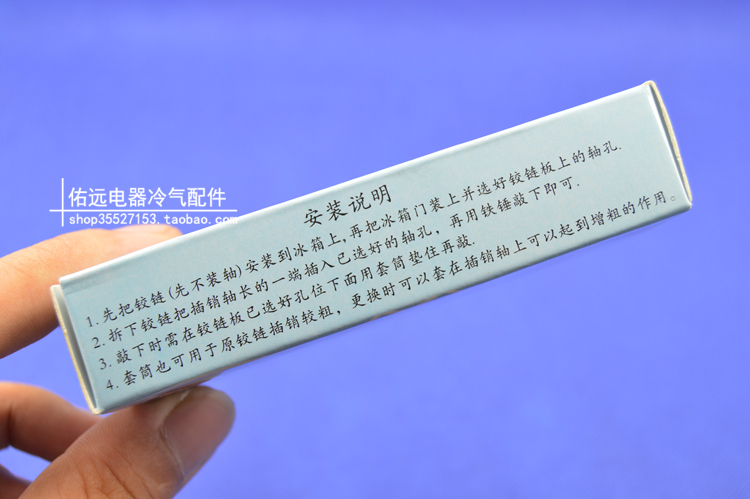 佑远电器冷气配件
shop35527153.taobao.com
安装说明
1. 先把铰链(先不装轴)安装到冰箱上,再把冰箱门装上并选好铰链板上的轴孔.
2. 拆下铰链把插销轴长的一端插入已选好的轴孔，再用铁锤敲下即可.
3. 敲下时需在铰链板已选好孔位下面用套筒垫住再敲.
4. 套筒也可用于原铰链插销较粗，更换时可以套在插销轴上可以起到增粗的作用。